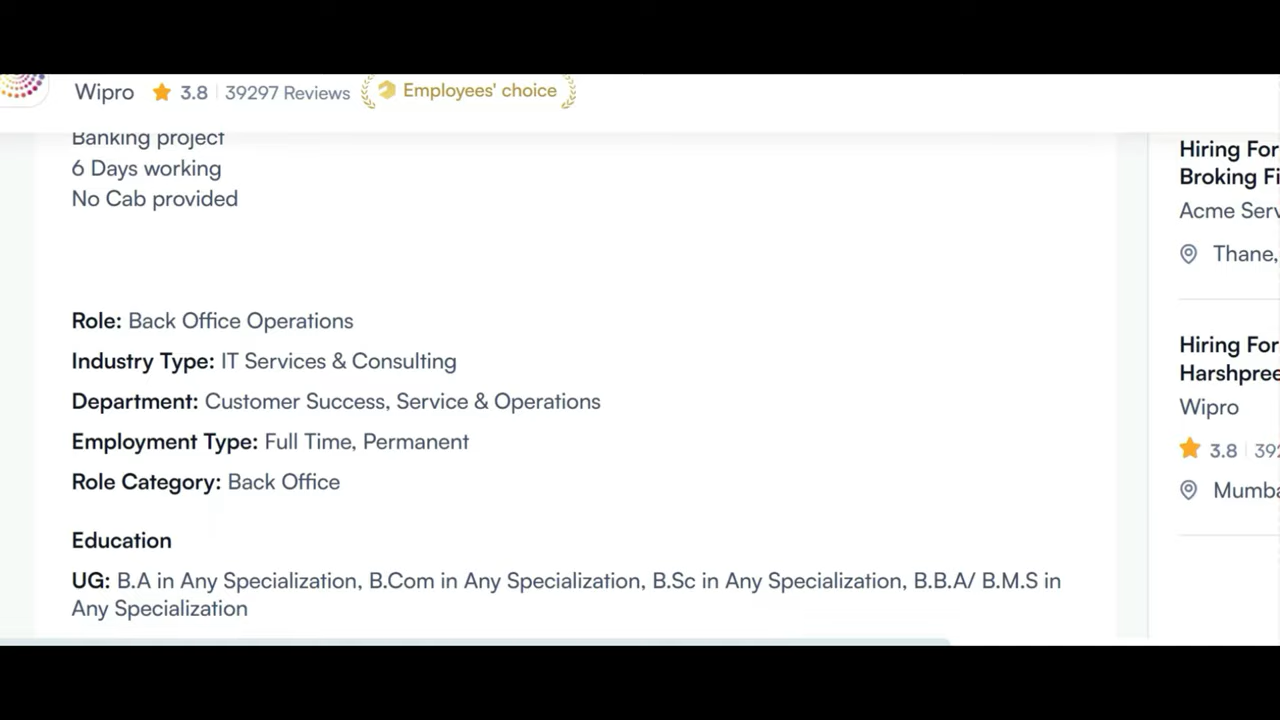 Wipro 3.8 39297 Reviews Employees' choice
Banking project
6 Days working
No Cab provided
Role: Back Office Operations
Industry Type: IT Services & Consulting
Department: Customer Success, Service & Operations
Employment Type: Full Time, Permanent
Role Category: Back Office
Education
UG: B.A in Any Specialization, B.Com in Any Specialization, B.Sc in Any Specialization, B.B.A/ B.M.S in
Any Specialization
Hiring For
Broking
Acme
Thane,
Hiring For
Wipro
3.8